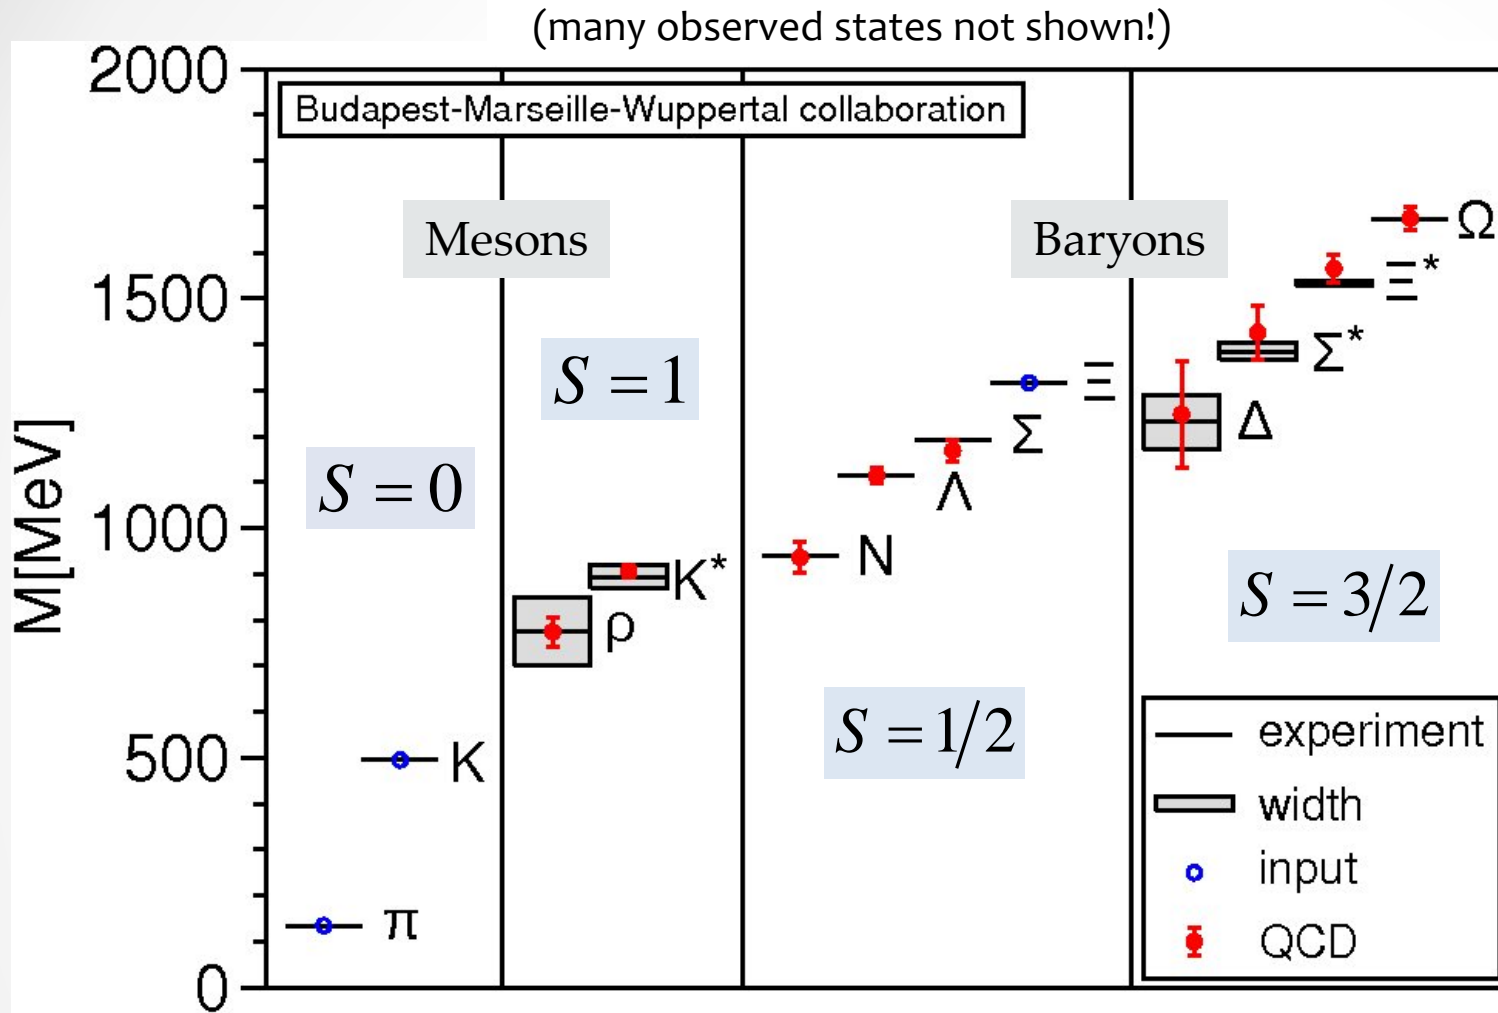 (many observed states not shown!)
2000
Budapest-Marseille-Wuppertal collaboration
Mesons
Baryons
Ω
1500
Ξ*
S = 1
Σ*
Ξ
Δ
Σ
S = 0
Λ
M[MeV]
1000
N
K*
S = 3/2
ρ
S = 1/2
experiment
500
K
width
input
π
QCD
0